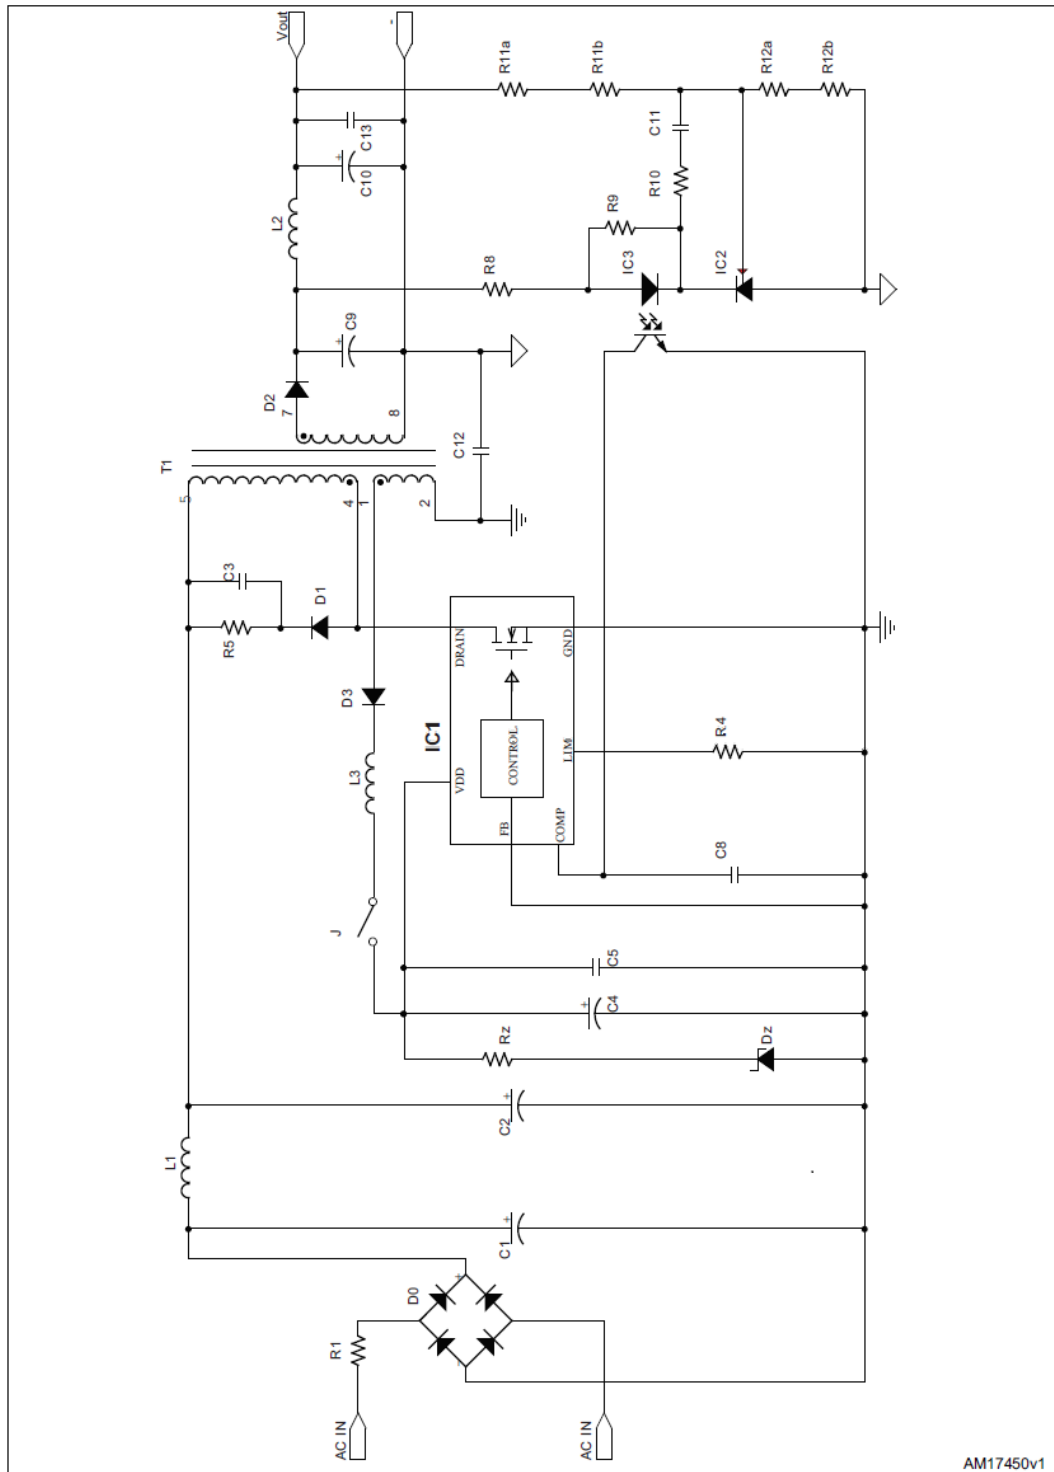 Vout
-
R11a
R11b
R12a
R12b
C13
+
C10
C11
R10
L2
R9
R8
IC3
IC2
+
C9
D2
7
8
C12
T1
5
4
1
2
C3
R5
D1
D3
L3
IC1
DRAIN
GND
VDD
CONTROL
LIM
FB
COMP
R4
C8
J
C5
+
C4
Rz
Dz
+
C2
L1
+
C1
D0
+
-
R1
AC IN
AC IN
AM17450v1